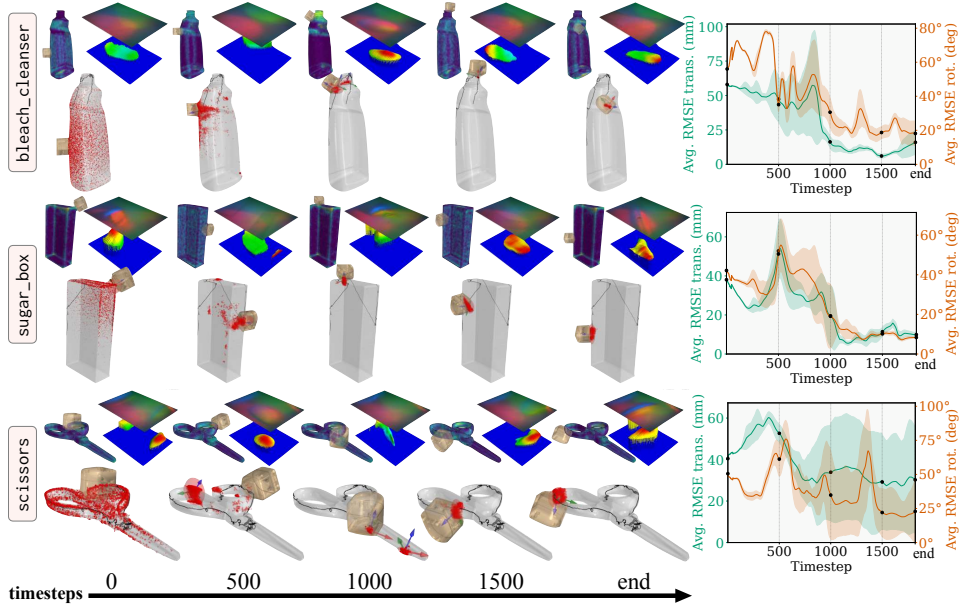 bleach_cleanser
Avg. RMSE trans. (mm)
100
75
50
25
0
80°
60°
40°
20°
0°
Avg. RMSE rot. (deg)
500
1000
1500
end
Timestep
sugar_box
Avg. RMSE trans. (mm)
60
40
20
0
60°
40°
20°
0°
Avg. RMSE rot. (deg)
500
1000
1500
end
Timestep
scissors
Avg. RMSE trans. (mm)
60
40
20
0
100°
75°
50°
25°
0°
Avg. RMSE rot. (deg)
500
1000
1500
end
Timestep
0
500
1000
1500
end
timesteps